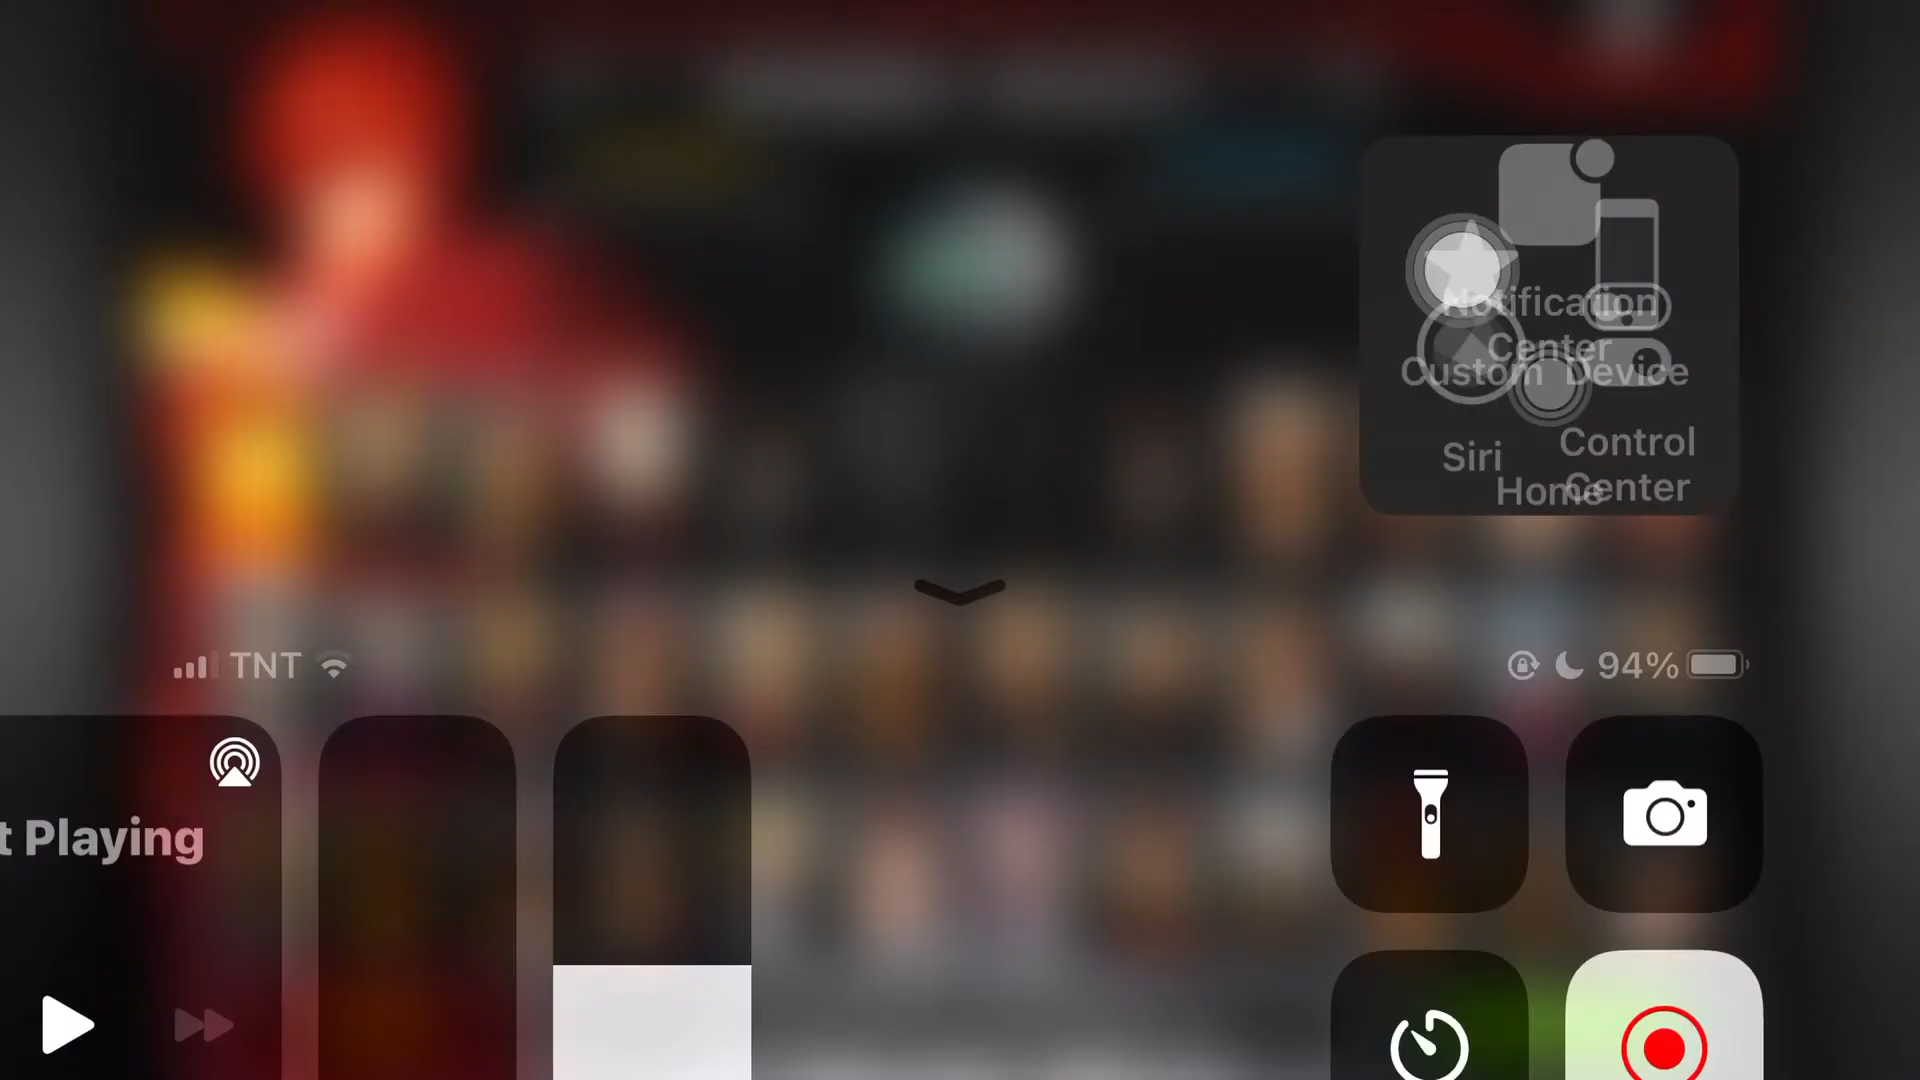 Notification
Center
Custom
Device
Siri
Control
Center
Home
TNT
94%
t Playing